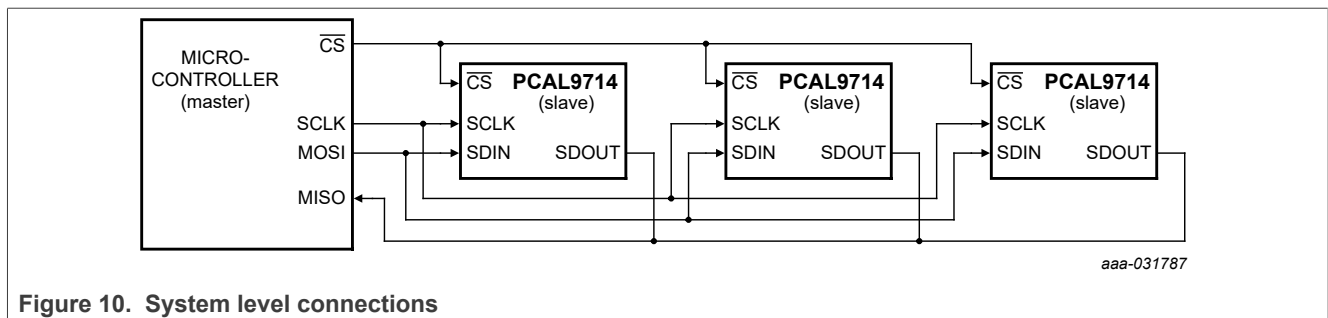 CS
MICRO-
CONTROLLER
(master)
SCLK
MOSI
MISO
CS PCAL9714
(slave)
SCLK
SDIN SDOUT
CS PCAL9714
(slave)
SCLK
SDIN SDOUT
CS PCAL9714
(slave)
SCLK
SDIN SDOUT
aaa-031787
Figure 10. System level connections